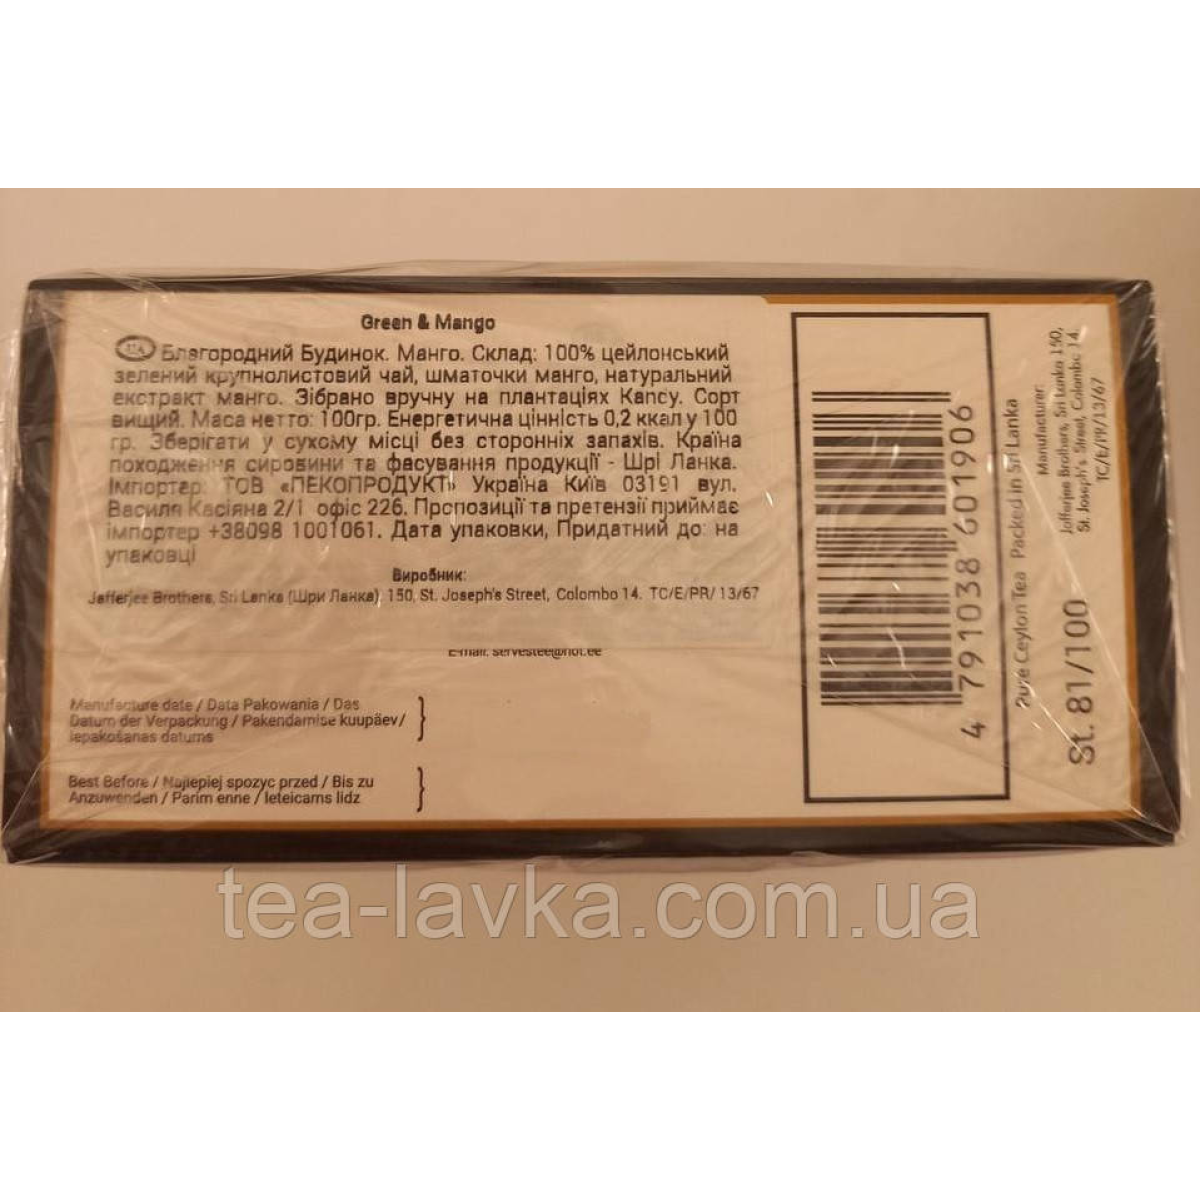 Green & Mango
UA Благородний Будинок. Манго. Склад: 100% цейлонський
зелений крупнолистовий чай, шматочки манго, натуральний
екстракт манго. Зібрано вручну на плантаціях Капсу. Сорт
вищий. Маса нетто: 100гр. Енергетична цінність 0,2 ккал у 100
гр. Зберігати у сухому місці без сторонніх запахів. Країна
походження сировини та фасування продукції - Шрі Ланка.
Імпортер: ТОВ «ПЕКОПРОДУКТ» Україна Київ 03191 вул.
Василя Касіяна 2/1 офіс 226. Пропозиції та претензії приймає
імпортер +38098 1001061. Дата упаковки, Придатний до: на
упаковці
Виробник:
Jafferjee Brothers, Sri Lanka (Шри Ланка). 150, St. Joseph's Street, Colombo 14. TC/E/PR/ 13/67
E-mail: servestee@hot.ee
Manufacture date / Data Pakowania / Das
Datum der Verpackung / Pakendamise kuupäev/
Iepakošanas datums
Best Before / Najlepiej spozyc przed / Bis zu
Anzuwenden / Parim enne / Ieteicams lidz
4 791038 601906
Pure Ceylon Tea Packed in Sri Lanka
Manufacturer:
Jafferjee Brothers, Sri Lanka 150,
St. Joseph's Street, Colombo 14.
TC/E/PR/13/67
St. 81/100
tea-lavka.com.ua